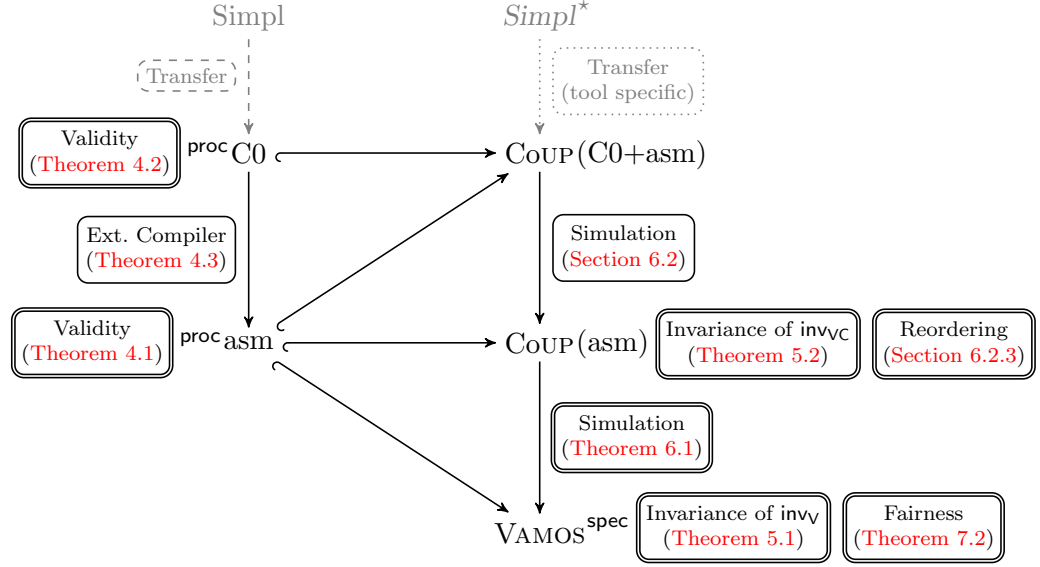 Simpl
Simpl⋆
Transfer
Transfer
(tool specific)
Validity
(Theorem 4.2)
procC0
CoUP(C0+asm)
Ext. Compiler
(Theorem 4.3)
Simulation
(Section 6.2)
Validity
(Theorem 4.1)
procasm
CoUP(asm)
Invariance of invVC
(Theorem 5.2)
Reordering
(Section 6.2.3)
Simulation
(Theorem 6.1)
VAMOSspec
Invariance of invV
(Theorem 5.1)
Fairness
(Theorem 7.2)